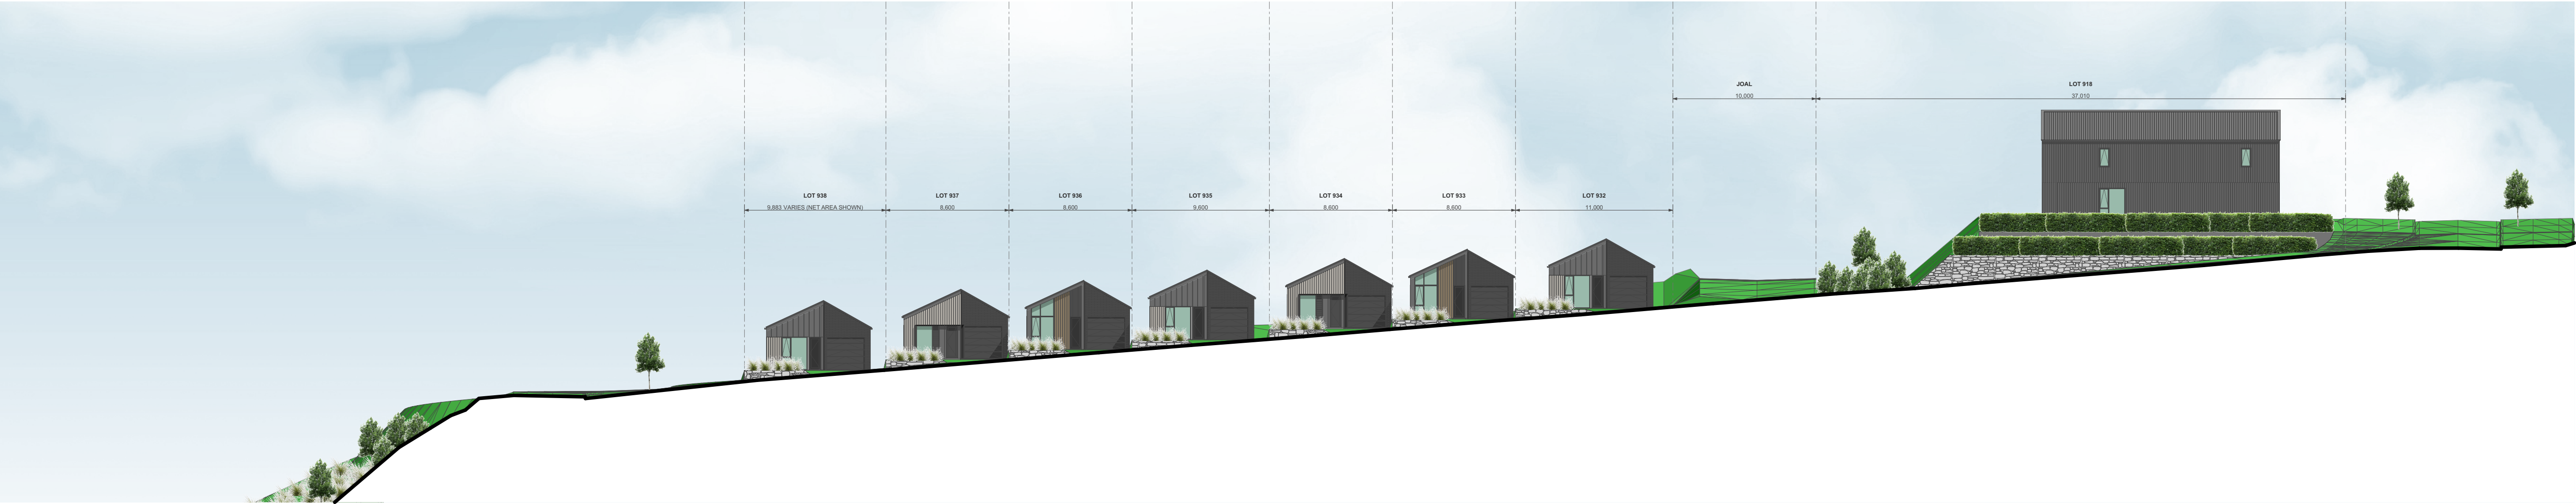 JOAL
10,000
LOT 918
37,010
LOT 938
9,883 VARIES (NET AREA SHOWN)
LOT 937
8,600
LOT 936
8,600
LOT 935
9,600
LOT 934
8,600
LOT 933
8,600
LOT 932
11,000